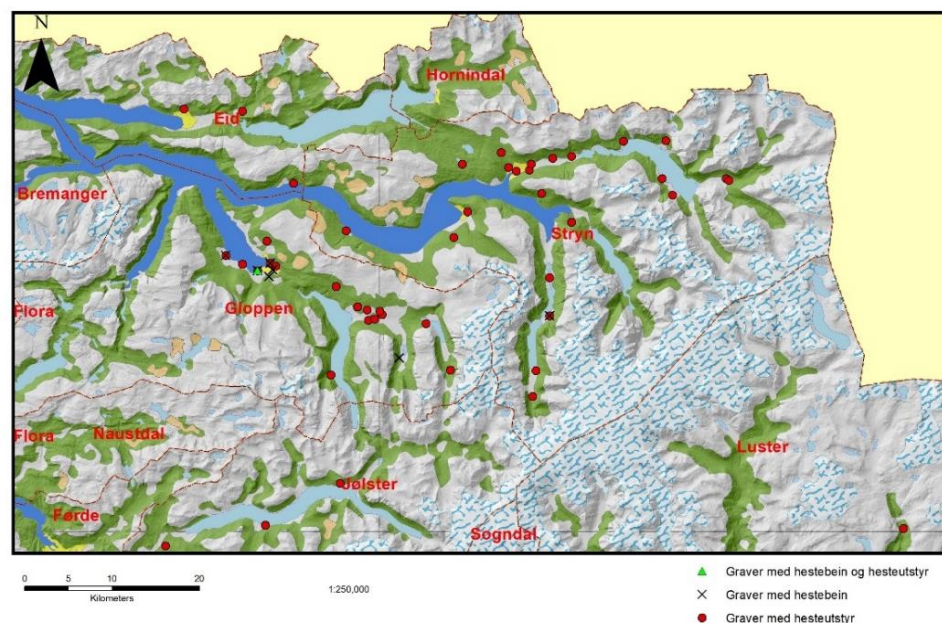 N
Hornindal
Eid
Bremanger
Stryn
Flora
Gloppen
Flora
Naustdal
Luster
Jølster
Førde
Sogndal
0 5 10 20
Kilometers
1:250,000
Graver med hestebein og hesteutstyr
Graver med hestebein
Graver med hesteutstyr